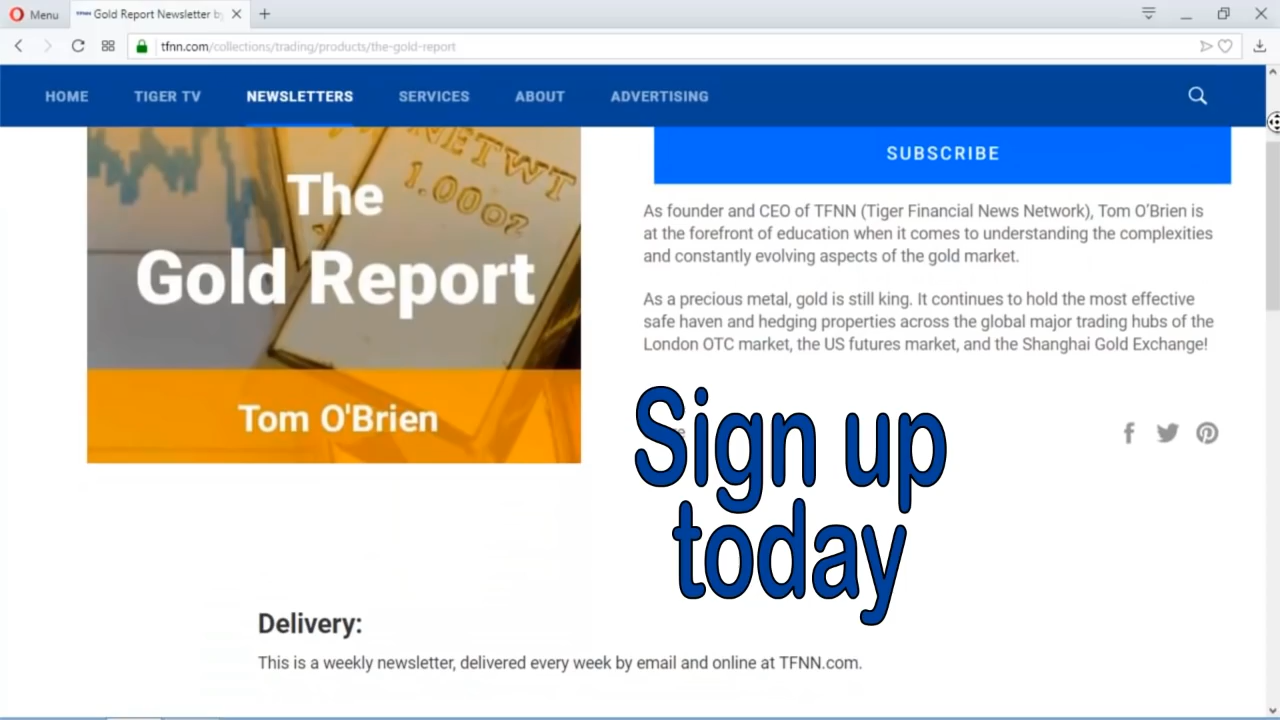 Menu
TFNN Gold Report Newsletter by
tfnn.com/collections/trading/products/the-gold-report
HOME
TIGER TV
NEWSLETTERS
SERVICES
ABOUT
ADVERTISING
NETWT
1.00oz
The
Gold Report
Tom O'Brien
SUBSCRIBE
As founder and CEO of TFNN (Tiger Financial News Network), Tom O'Brien is
at the forefront of education when it comes to understanding the complexities
and constantly evolving aspects of the gold market.
As a precious metal, gold is still king. It continues to hold the most effective
safe haven and hedging properties across the global major trading hubs of the
London OTC market, the US futures market, and the Shanghai Gold Exchange!
Sign up
today
Delivery:
This is a weekly newsletter, delivered every week by email and online at TFNN.com.